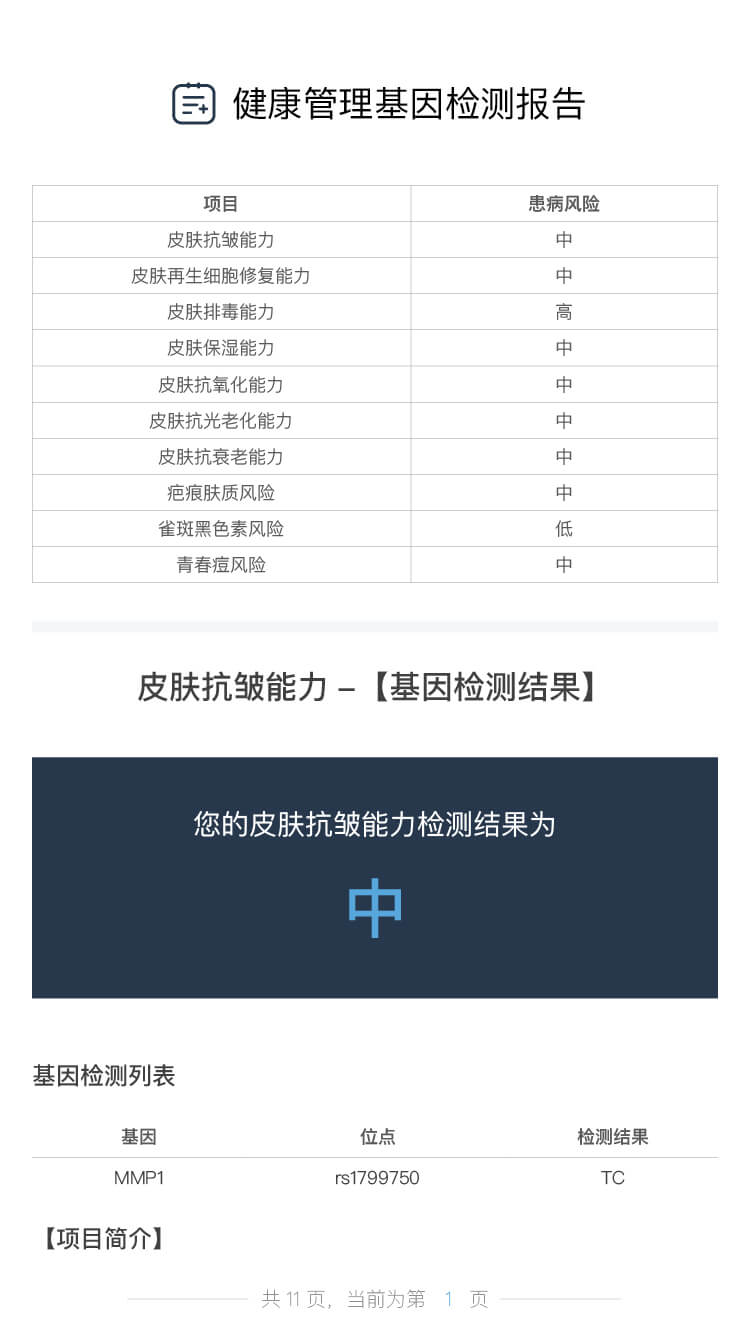 健康管理基因检测报告
项目 患病风险
皮肤抗皱能力 中
皮肤再生细胞修复能力 中
皮肤排毒能力 高
皮肤保湿能力 中
皮肤抗氧化能力 中
皮肤抗光老化能力 中
皮肤抗衰老能力 中
疤痕肤质风险 中
雀斑黑色素风险 低
青春痘风险 中
皮肤抗皱能力 –【基因检测结果】
您的皮肤抗皱能力检测结果为
中
基因检测列表
基因 位点 检测结果
MMP1 rs1799750 TC
【项目简介】
共 11 页，当前为第 1 页